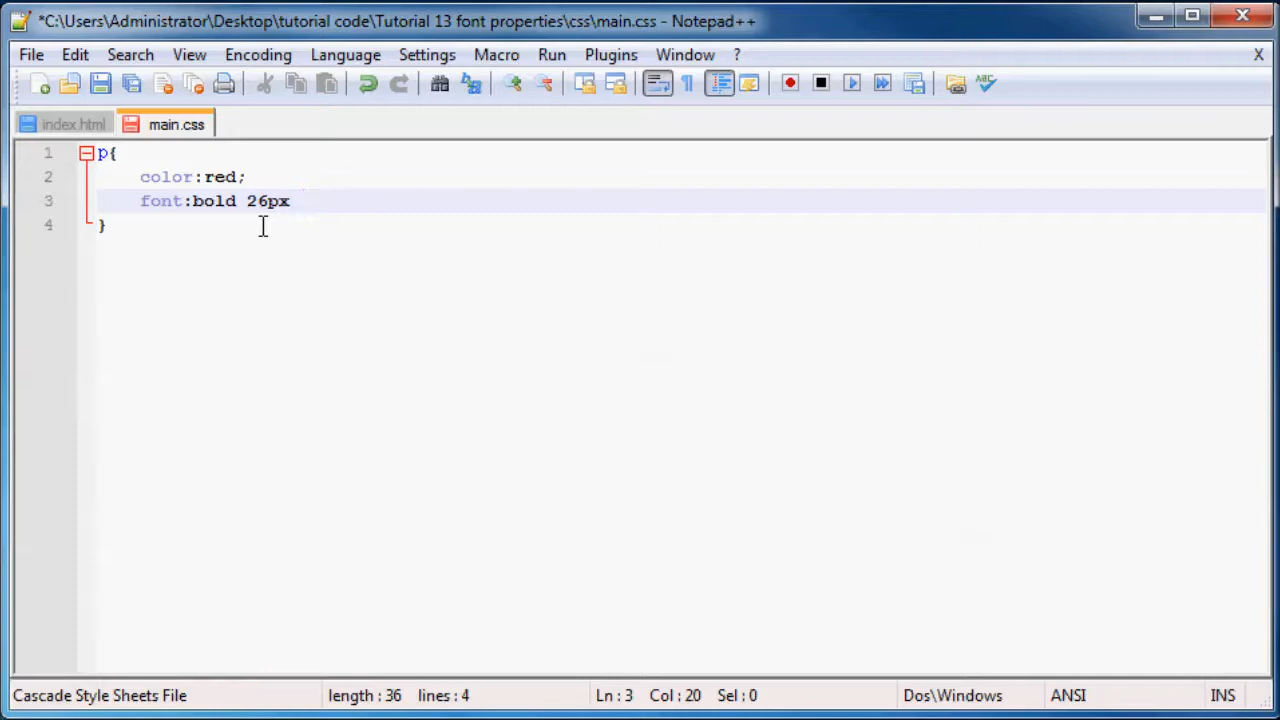 *C:\Users\Administrator\Desktop\tutorial code\Tutorial 13 font properties\css\main.css - Notepad++
File Edit Search View Encoding Language Settings Macro Run Plugins Window ? X
ABC
index.html main.css
1 p{
2 color:red;
3 font:bold 26px
4 }
Cascade Style Sheets File length : 36 lines : 4 Ln : 3 Col : 20 Sel : 0 Dos\Windows ANSI INS